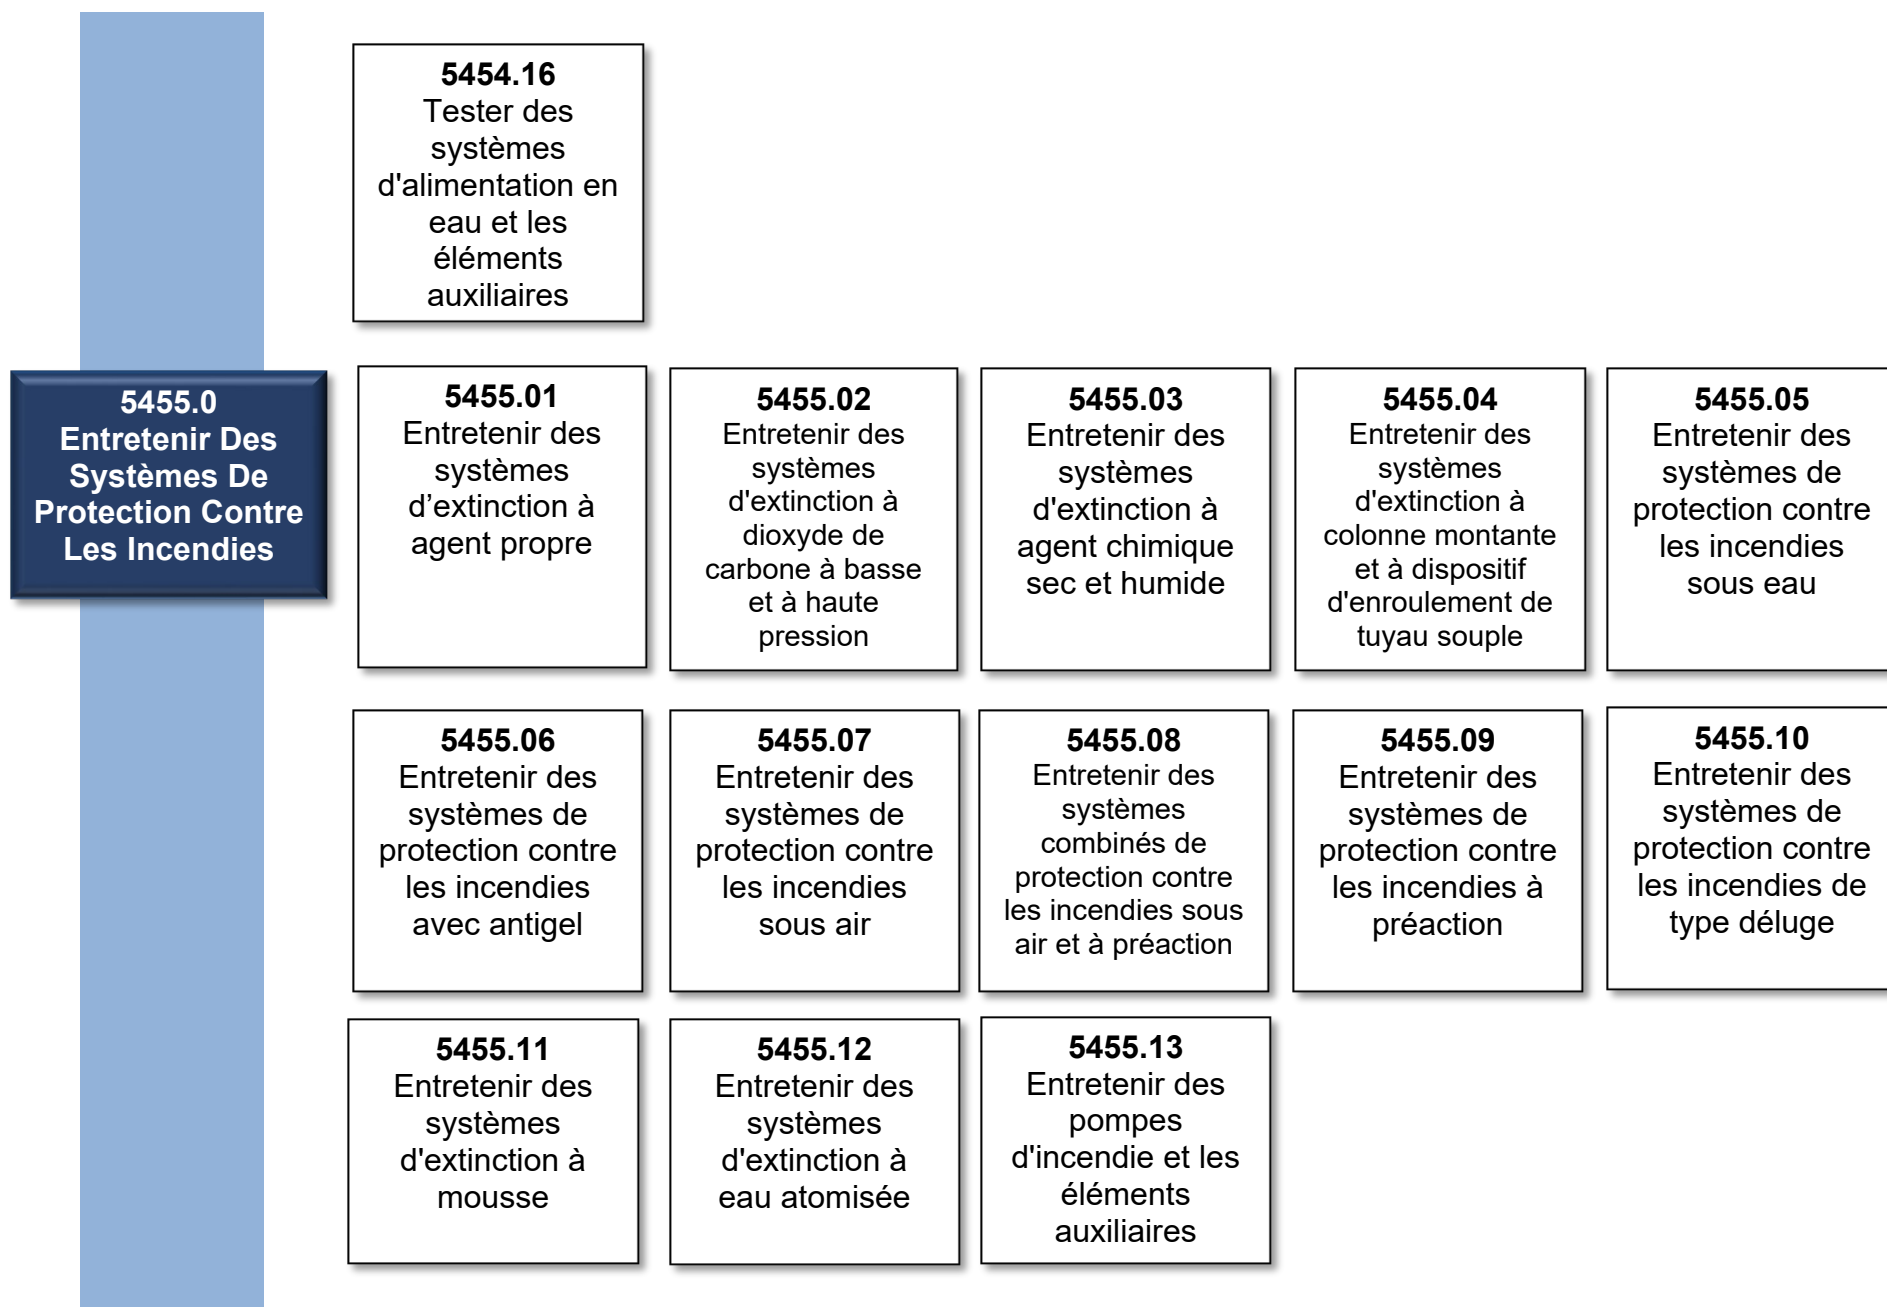 5454.16
Tester des
systèmes
d'alimentation en
eau et les
éléments
auxiliaires
5455.0
Entretenir Des
Systèmes De
Protection Contre
Les Incendies
5455.01
Entretenir des
systèmes
d’extinction à
agent propre
5455.02
Entretenir des
systèmes
d'extinction à
dioxyde de
carbone à basse
et à haute
pression
5455.03
Entretenir des
systèmes
d'extinction à
agent chimique
sec et humide
5455.04
Entretenir des
systèmes
d'extinction à
colonne montante
et à dispositif
d'enroulement de
tuyau souple
5455.05
Entretenir des
systèmes de
protection contre
les incendies
sous eau
5455.06
Entretenir des
systèmes de
protection contre
les incendies
avec antigel
5455.07
Entretenir des
systèmes de
protection contre
les incendies
sous air
5455.08
Entretenir des
systèmes
combinés de
protection contre
les incendies sous
air et à préaction
5455.09
Entretenir des
systèmes de
protection contre
les incendies à
préaction
5455.10
Entretenir des
systèmes de
protection contre
les incendies de
type déluge
5455.11
Entretenir des
systèmes
d'extinction à
mousse
5455.12
Entretenir des
systèmes
d'extinction à
eau atomisée
5455.13
Entretenir des
pompes
d'incendie et les
éléments
auxiliaires